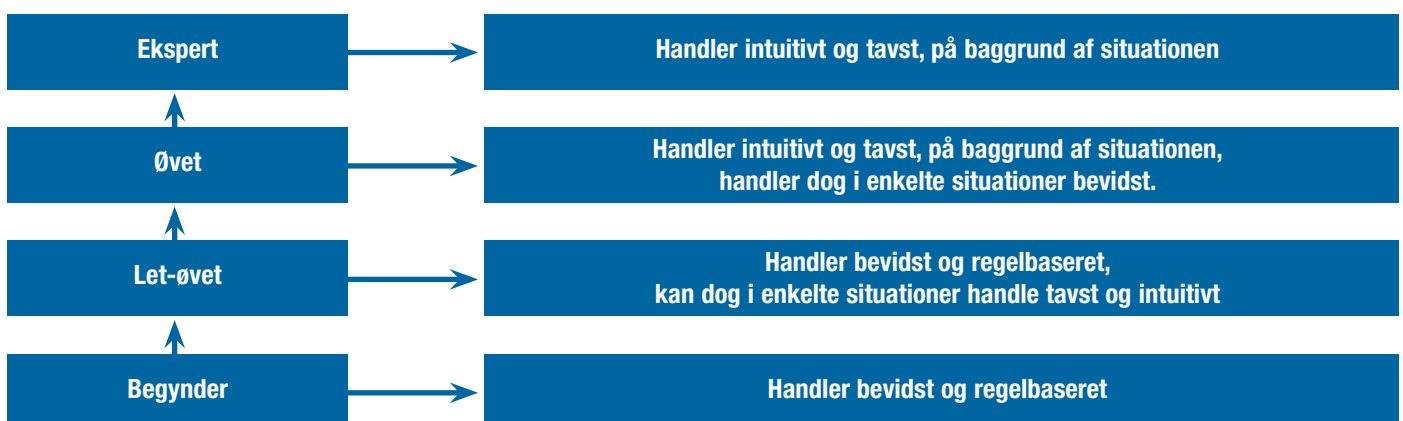 Ekspert
Handler intuitivt og tavst, på baggrund af situationen
Øvet
Handler intuitivt og tavst, på baggrund af situationen,
handler dog i enkelte situationer bevidst.
Let-øvet
Handler bevidst og regelbaseret,
kan dog i enkelte situationer handle tavst og intuitivt
Begynder
Handler bevidst og regelbaseret